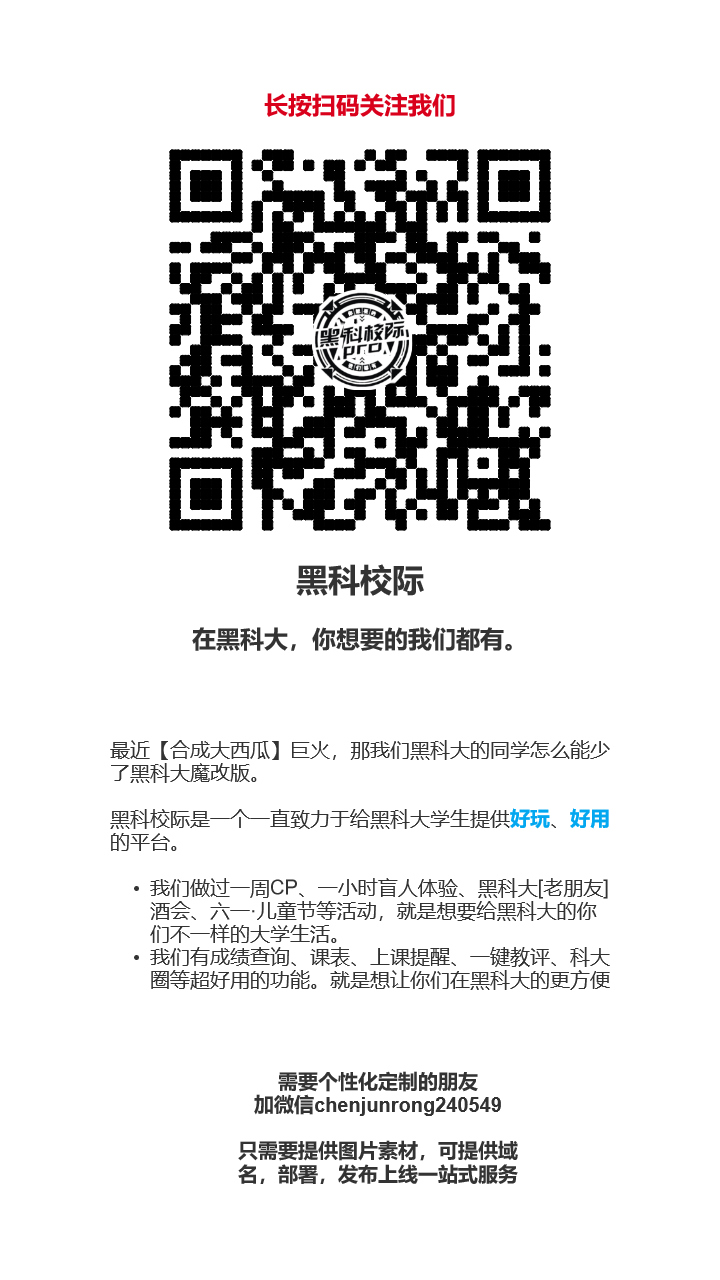 长按扫码关注我们
黑科校际
pro
黑科校际
在黑科大，你想要的我们都有。
最近【合成大西瓜】巨火，那我们黑科大的同学怎么能少
了黑科大魔改版。
黑科校际是一个一直致力于给黑科大学生提供好玩、好用
的平台。
• 我们做过一周CP、一小时盲人体验、黑科大[老朋友]
酒会、六一·儿童节等活动，就是想要给黑科大的你
们不一样的大学生活。
• 我们有成绩查询、课表、上课提醒、一键教评、科大
圈等超好用的功能。就是想让你们在黑科大的更方便
需要个性化定制的朋友
加微信chenjunrong240549
只需要提供图片素材，可提供域
名，部署，发布上线一站式服务